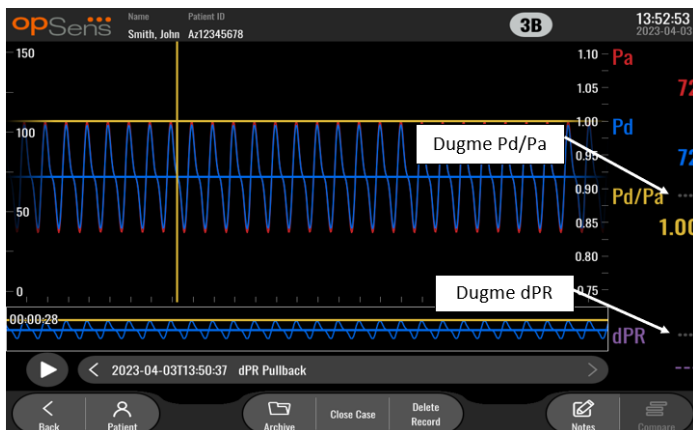 opSens
Name Patient ID
Smith, John Az12345678
3B
13:52:53
2023-04-03
150
100
50
0
1.10
1.05
1.00
0.95
0.90
0.85
0.80
0.75
Pa
72
Pd
72
Pd/Pa
---
1.00
dPR
---
--
Dugme Pd/Pa
Dugme dPR
00:00:28
2023-04-03T13:50:37 dPR Pullback
Back
Patient
Archive
Close Case
Delete
Record
Notes
Compare